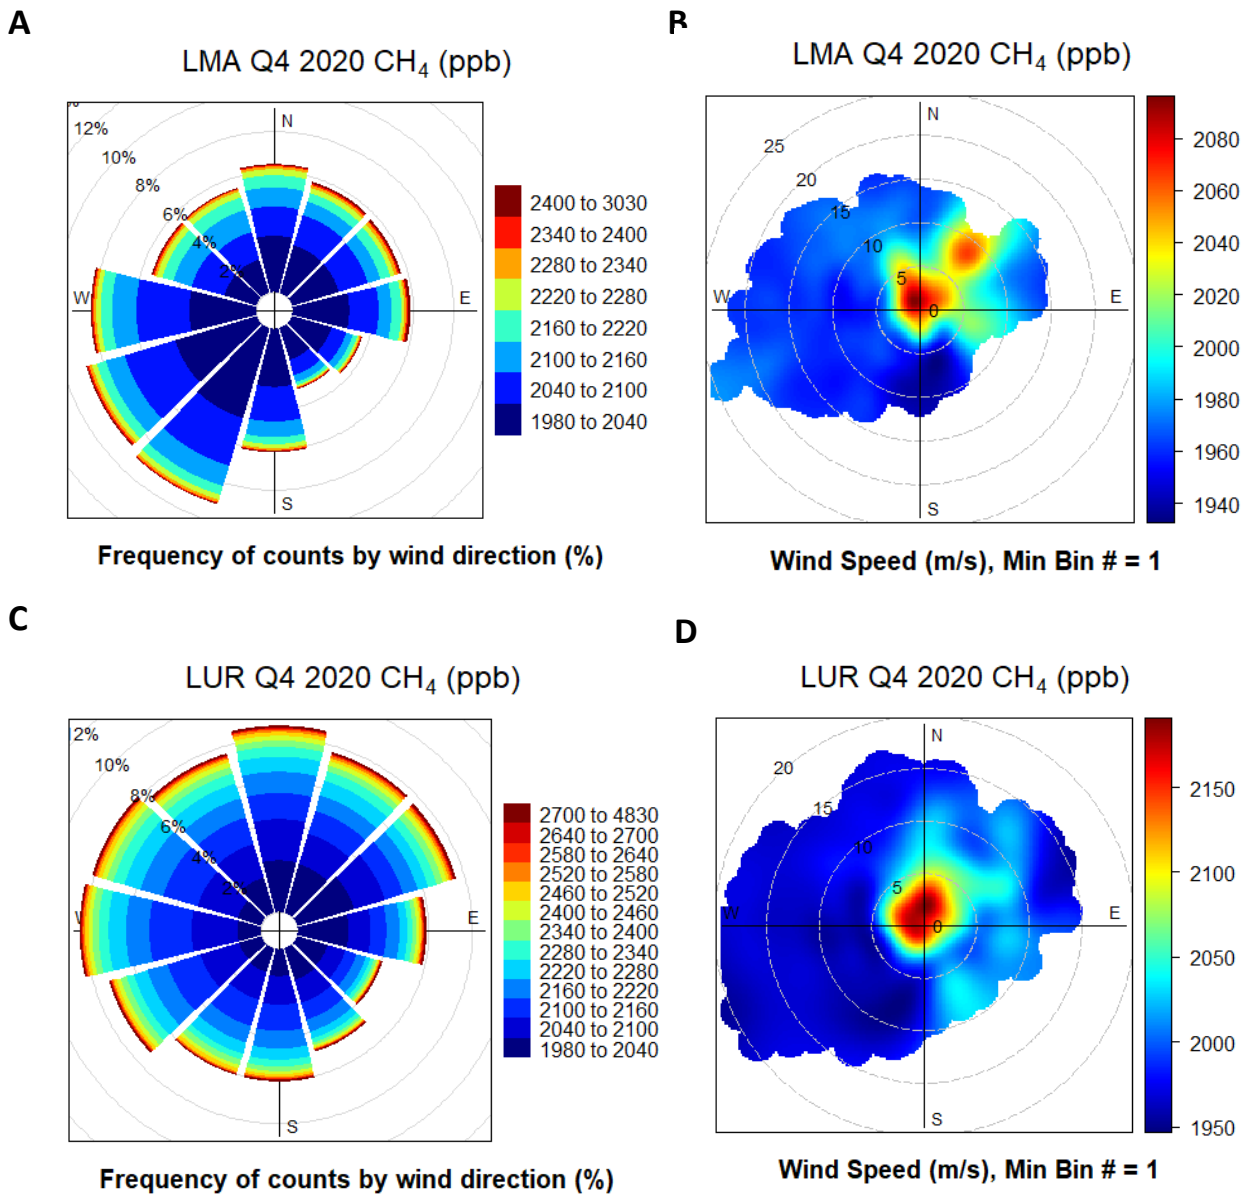 A
B
LMA Q4 2020 CH₄ (ppb)
LMA Q4 2020 CH₄ (ppb)
12%
10%
8%
6%
4%
2%
N
W
E
S
2400 to 3030
2340 to 2400
2280 to 2340
2220 to 2280
2160 to 2220
2100 to 2160
2040 to 2100
1980 to 2040
25
20
15
10
5
0
N
W
E
S
2080
2060
2040
2020
2000
1980
1960
1940
Frequency of counts by wind direction (%)
Wind Speed (m/s), Min Bin # = 1
C
D
LUR Q4 2020 CH₄ (ppb)
LUR Q4 2020 CH₄ (ppb)
2%
10%
8%
6%
4%
2%
E
S
2700 to 4830
2640 to 2700
2580 to 2640
2520 to 2580
2460 to 2520
2400 to 2460
2340 to 2400
2280 to 2340
2220 to 2280
2160 to 2220
2100 to 2160
2040 to 2100
1980 to 2040
20
15
10
5
0
N
W
E
S
2150
2100
2050
2000
1950
Frequency of counts by wind direction (%)
Wind Speed (m/s), Min Bin # = 1